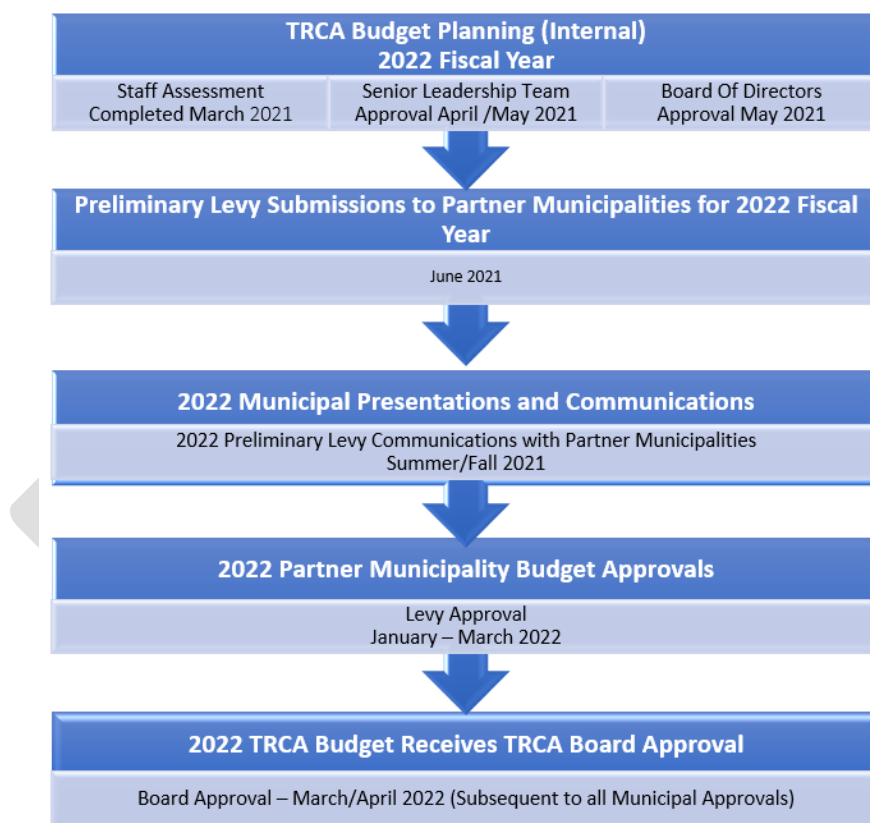 TRCA Budget Planning (Internal)
2022 Fiscal Year
Staff Assessment
Completed March 2021
Senior Leadership Team
Approval April /May 2021
Board Of Directors
Approval May 2021
Preliminary Levy Submissions to Partner Municipalities for 2022 Fiscal
Year
June 2021
2022 Municipal Presentations and Communications
2022 Preliminary Levy Communications with Partner Municipalities
Summer/Fall 2021
2022 Partner Municipality Budget Approvals
Levy Approval
January – March 2022
2022 TRCA Budget Receives TRCA Board Approval
Board Approval – March/April 2022 (Subsequent to all Municipal Approvals)